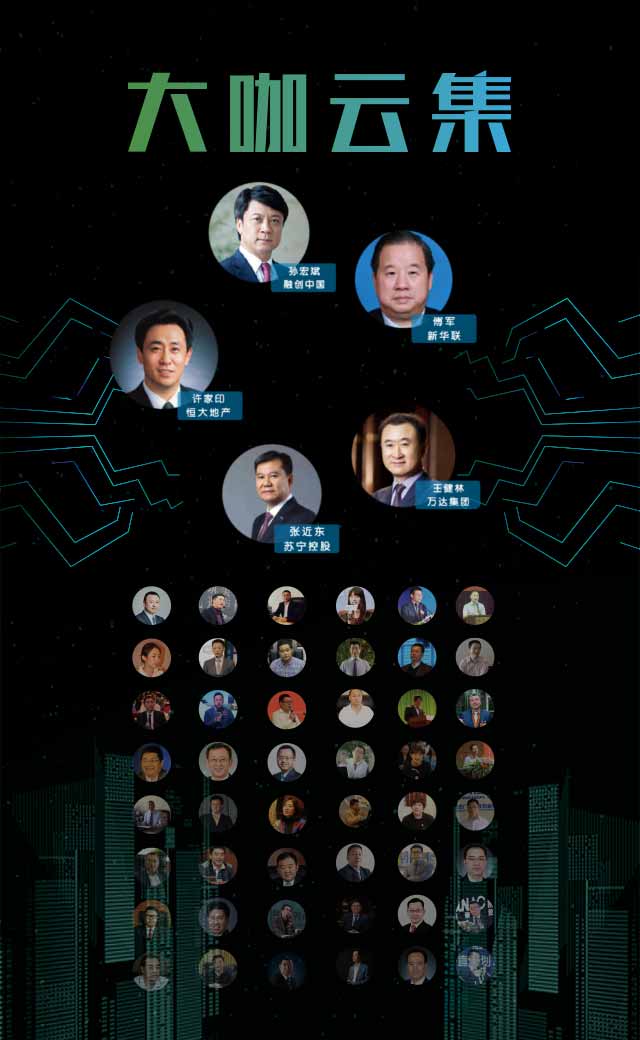 大咖云集
孙宏斌
融创中国
傅军
新华联
许家印
恒大地产
王健林
万达集团
张近东
苏宁控股